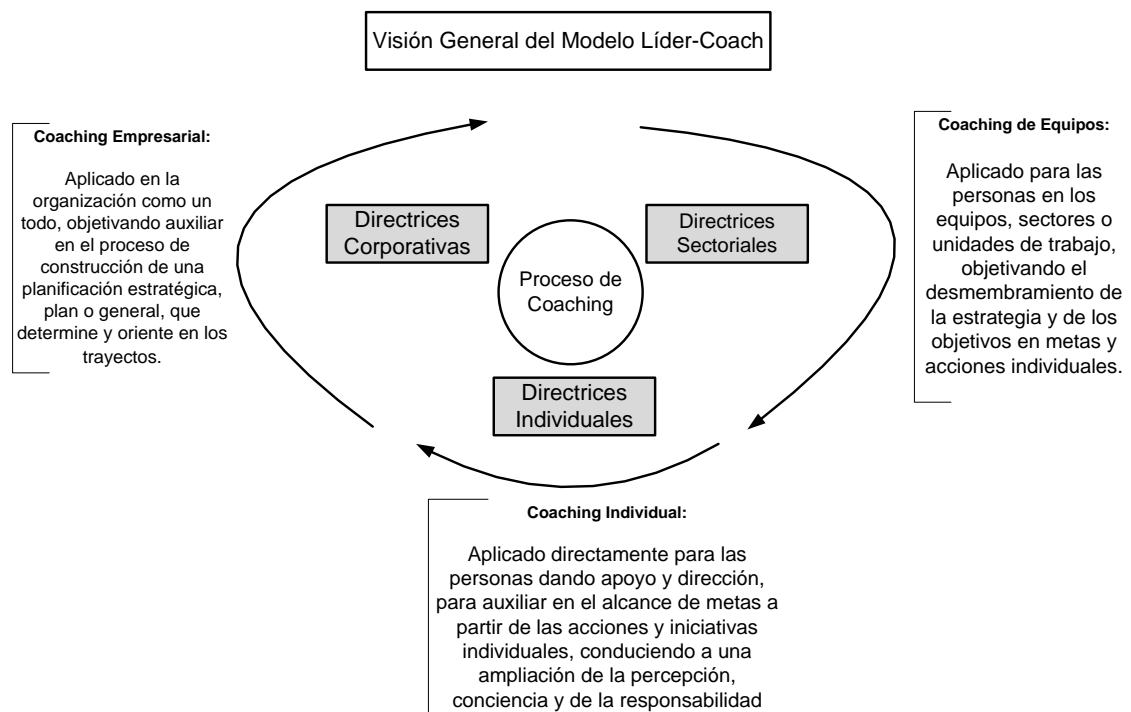 Visión General del Modelo Líder-Coach
Coaching Empresarial:
Aplicado en la
organización como un
todo, objetivando auxiliar
en el proceso de
construcción de una
planificación estratégica,
plan o general, que
determine y oriente en los
trayectos.
Directrices
Corporativas
Proceso de
Coaching
Directrices
Sectoriales
Directrices
Individuales
Coaching de Equipos:
Aplicado para las
personas en los
equipos, sectores o
unidades de trabajo,
objetivando el
desmembramiento de
la estrategia y de los
objetivos en metas y
acciones individuales.
Coaching Individual:
Aplicado directamente para las
personas dando apoyo y dirección,
para auxiliar en el alcance de metas a
partir de las acciones y iniciativas
individuales, conduciendo a una
ampliación de la percepción,
conciencia y de la responsabilidad